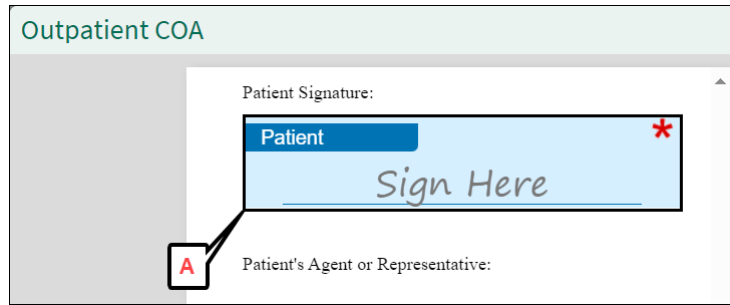 Outpatient COA
Patient Signature:
Patient *
Sign Here
A
Patient's Agent or Representative: